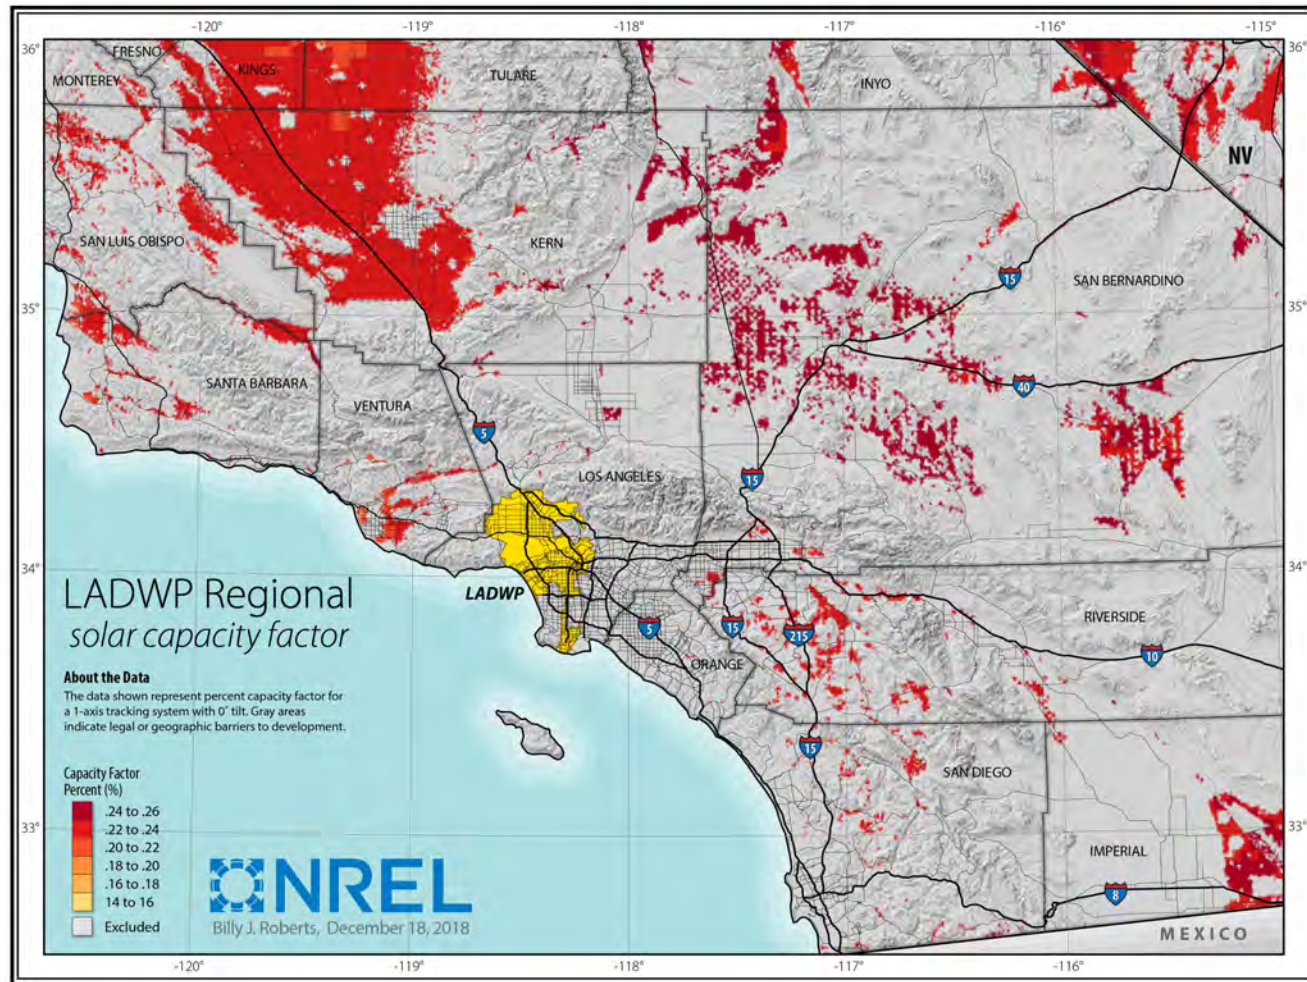 -120°
-119°
-118°
-117°
-116°
-115°
36°
36°
FRESNO
KINGS
MONTEREY
TULARE
INYO
NV
SAN LUIS OBISPO
KERN
15
SAN BERNARDINO
35°
35°
SANTA BARBARA
VENTURA
40
5
LOS ANGELES
15
34°
34°
LADWP Regional
solar capacity factor
LADWP
RIVERSIDE
15
5
215
10
ORANGE
About the Data
The data shown represent percent capacity factor for
a 1-axis tracking system with 0° tilt. Gray areas
indicate legal or geographic barriers to development.
15
SAN DIEGO
Capacity Factor
Percent (%)
.24 to .26
.22 to .24
.20 to .22
.18 to .20
.16 to .18
14 to 16
Excluded
33°
33°
IMPERIAL
8
NREL
Billy J. Roberts, December 18, 2018
MEXICO
-120°
-119°
-118°
-117°
-116°